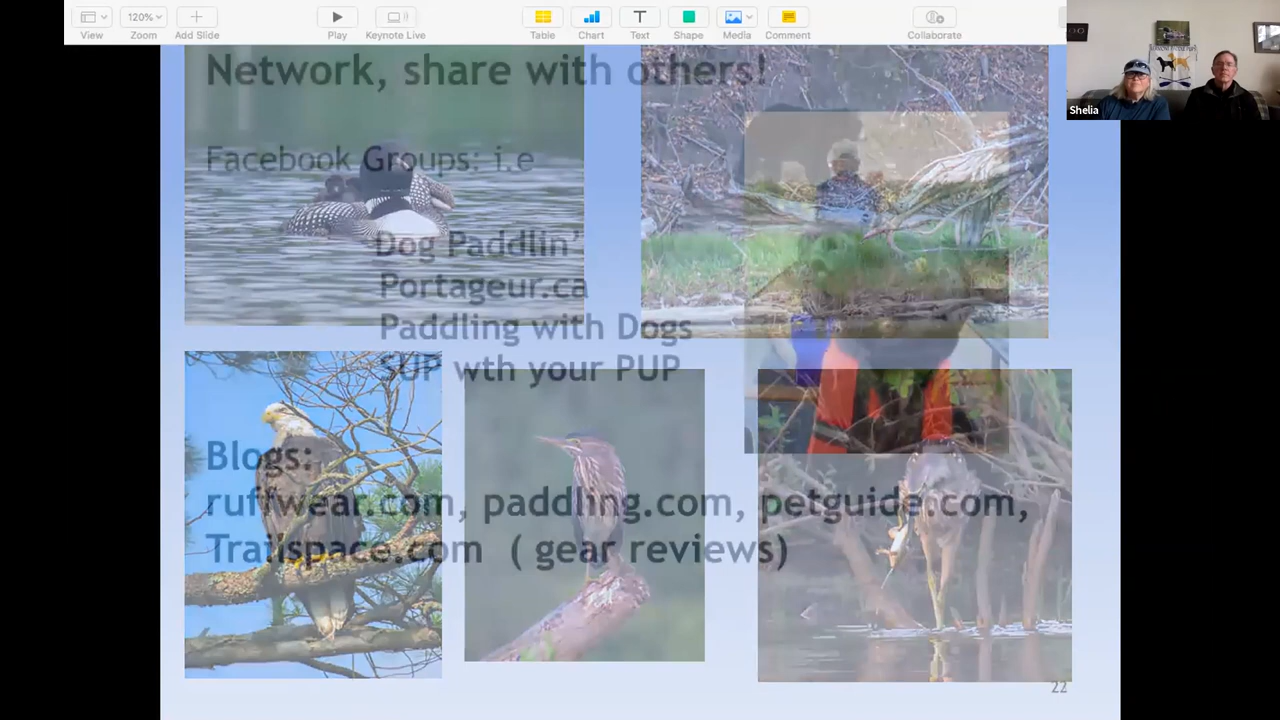 120%
View
Zoom
Add Slide
Play
Keynote Live
Table
Chart
Text
Shape
Media
Comment
Collaborate
Shelia
Network, share with others!
Facebook Groups: i.e
Dog Paddlin'
Portageur.ca
Paddling with Dogs
SUP wth your PUP
Blogs:
ruffwear.com, paddling.com, petguide.com,
Trailspace.com ( gear reviews)
22